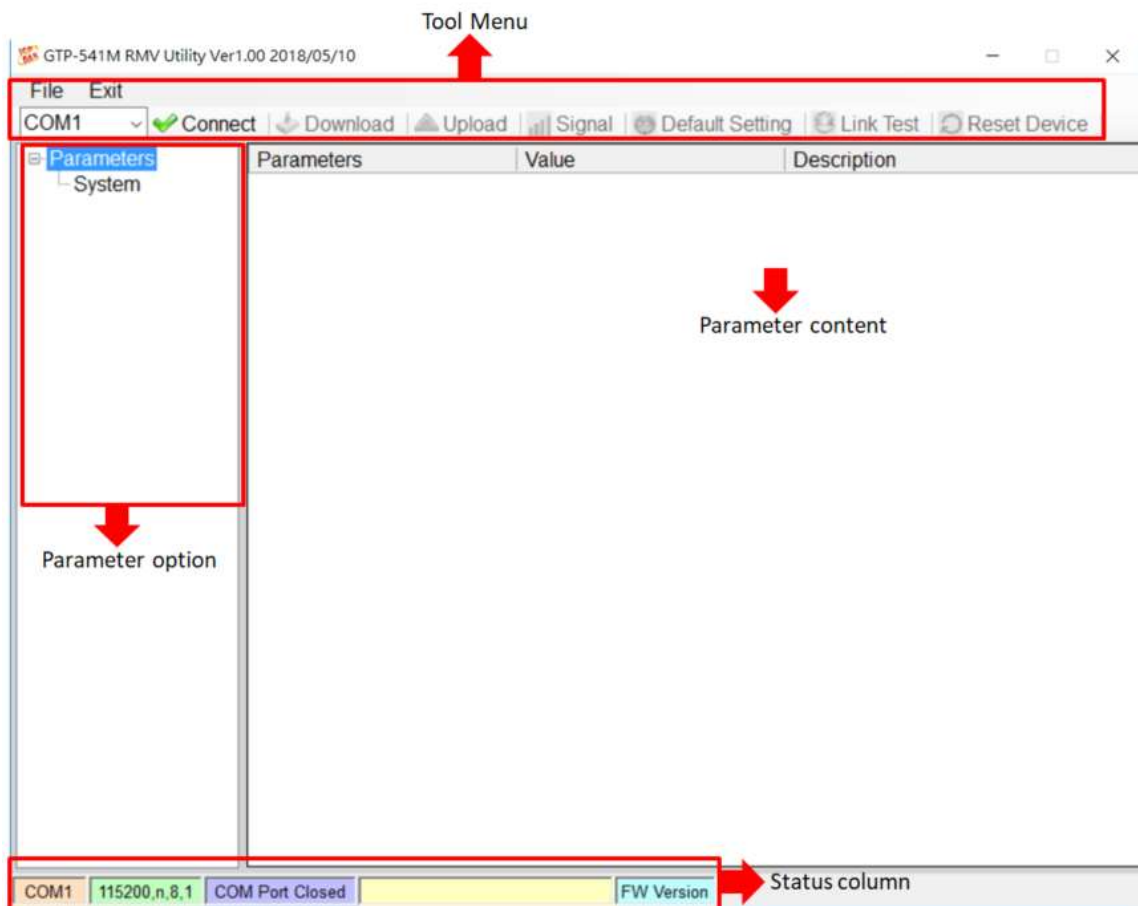 Tool Menu
GTP-541M RMV Utility Ver1.00 2018/05/10
File Exit
COM1 Connect Download Upload Signal Default Setting Link Test Reset Device
Parameters
System
Parameters Value Description
Parameter content
Parameter option
COM1 115200,n,8,1 COM Port Closed FW Version
Status column